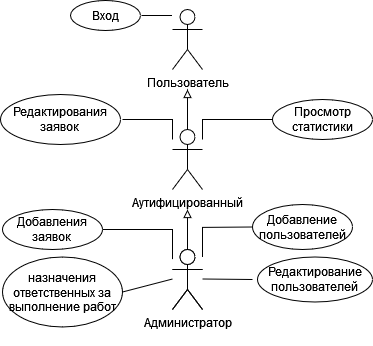 Вход
Пользователь
Редактирования
заявок
Просмотр
статистики
Аутифицированный
Добавления
заявок
Добавление
пользователей
назначения
ответственных за
выполнение работ
Редактирование
пользователей
Администратор